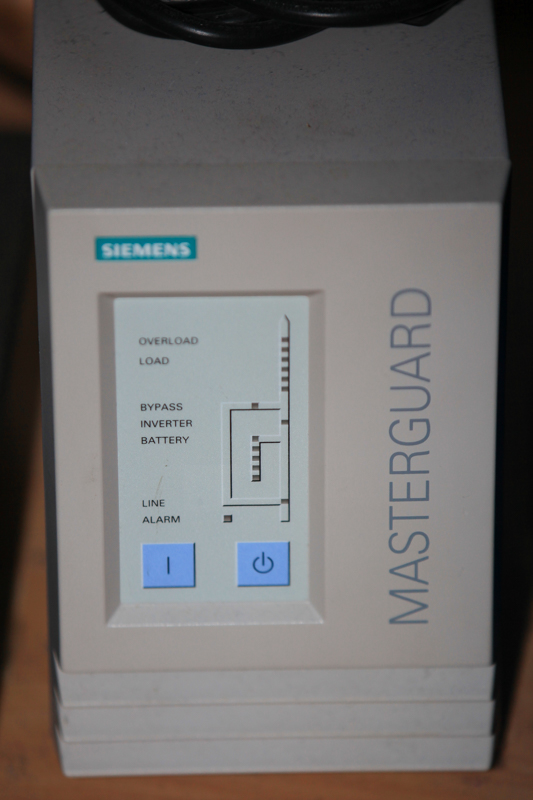 SIEMENS
OVERLOAD
LOAD
BYPASS
INVERTER
BATTERY
LINE
ALARM
I
MASTERGUARD